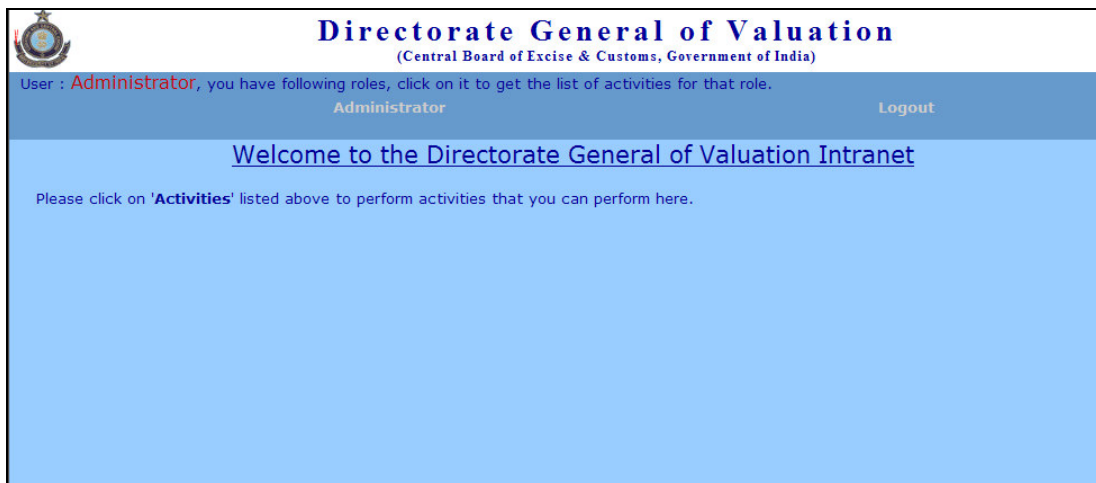 Directorate General of Valuation
(Central Board of Excise & Customs, Government of India)
User : Administrator, you have following roles, click on it to get the list of activities for that role.
Administrator Logout
Welcome to the Directorate General of Valuation Intranet
Please click on 'Activities' listed above to perform activities that you can perform here.